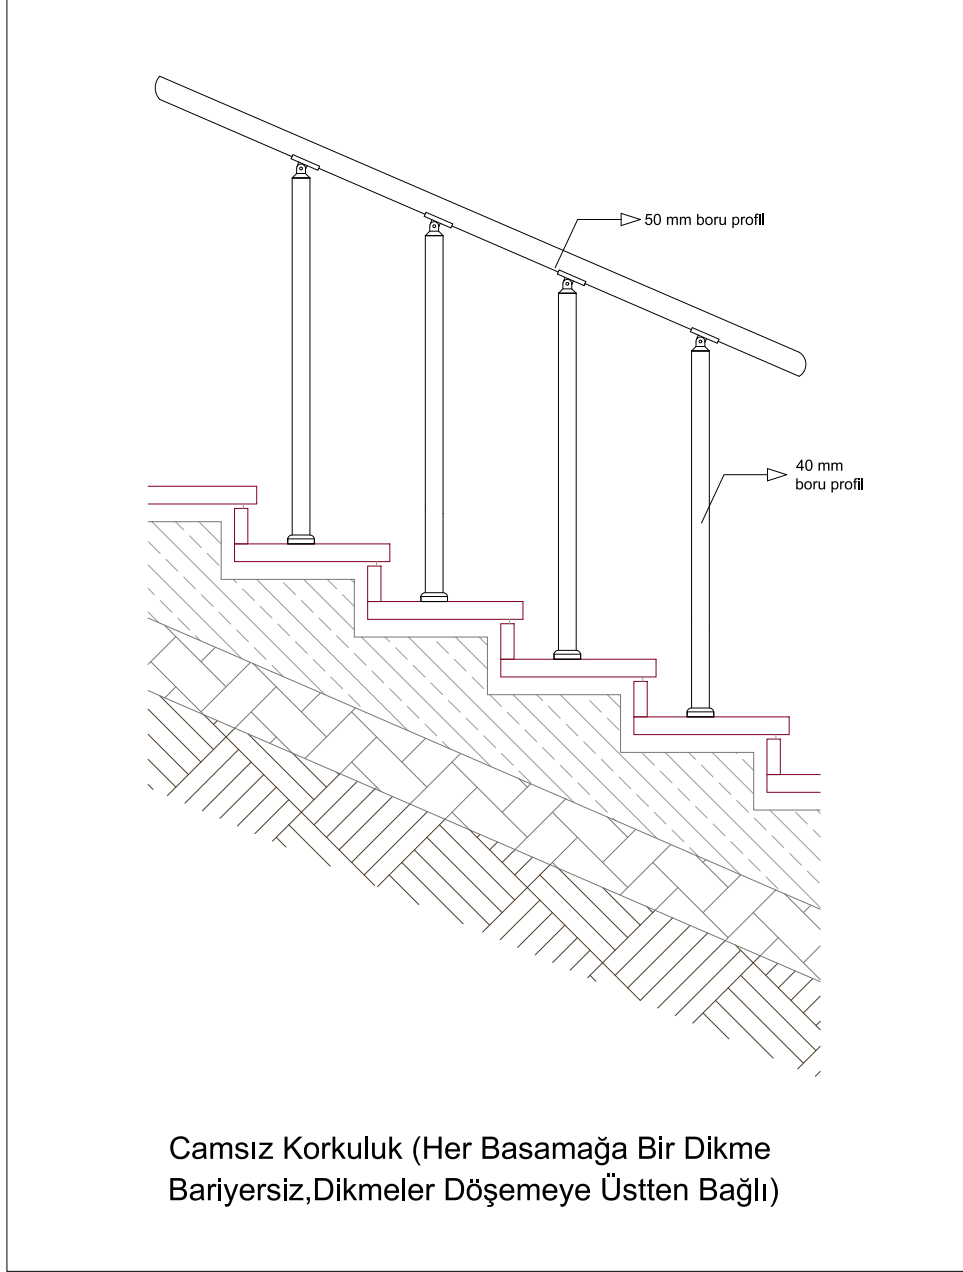 50 mm boru profil
40 mm
boru profil
Camsız Korkuluk (Her Basamağa Bir Dikme
Bariyersiz,Dikmeler Döşemeye Üstten Bağlı)